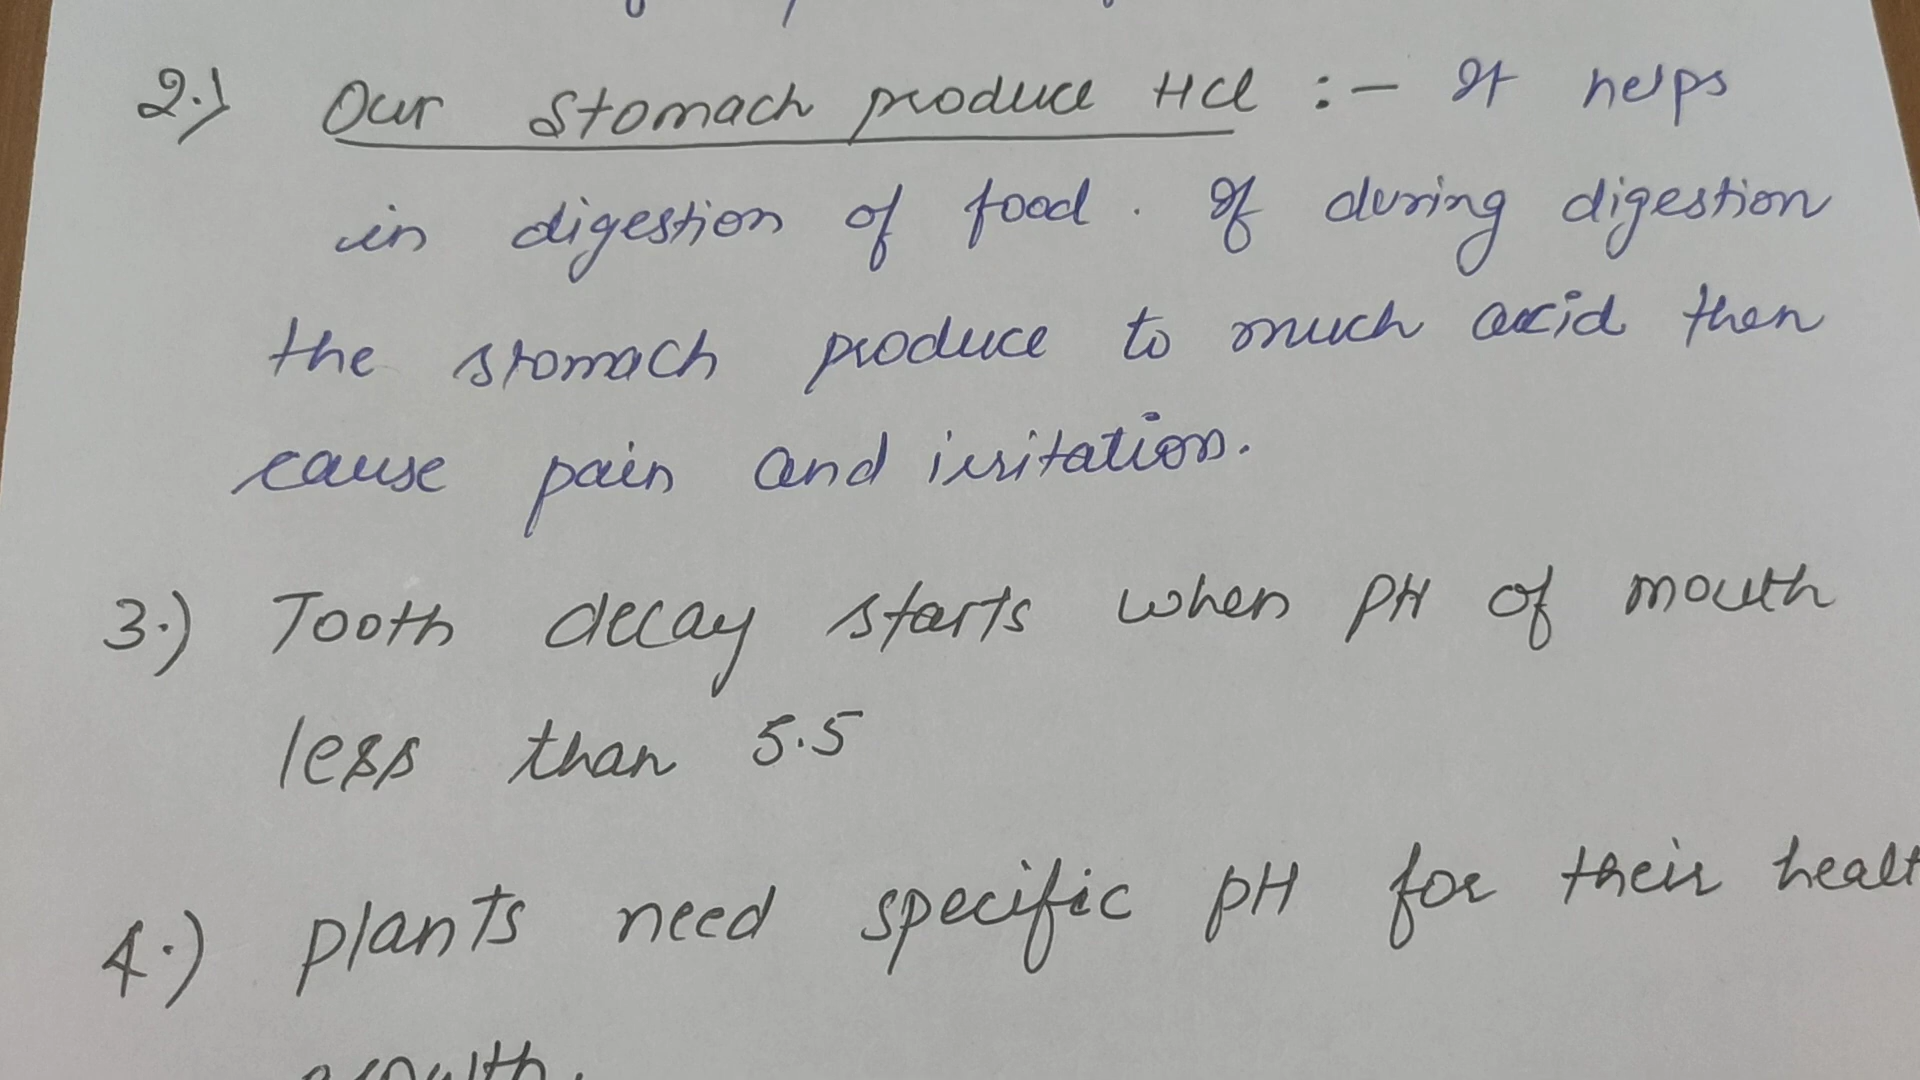 2.) Our stomach produce HCl :- It helps
in digestion of food. If during digestion
the stomach produce to much acid then
cause pain and irritation.
3.) Tooth decay starts when PH of mouth
less than 5.5
4.) plants need specific pH for their healt
growth.